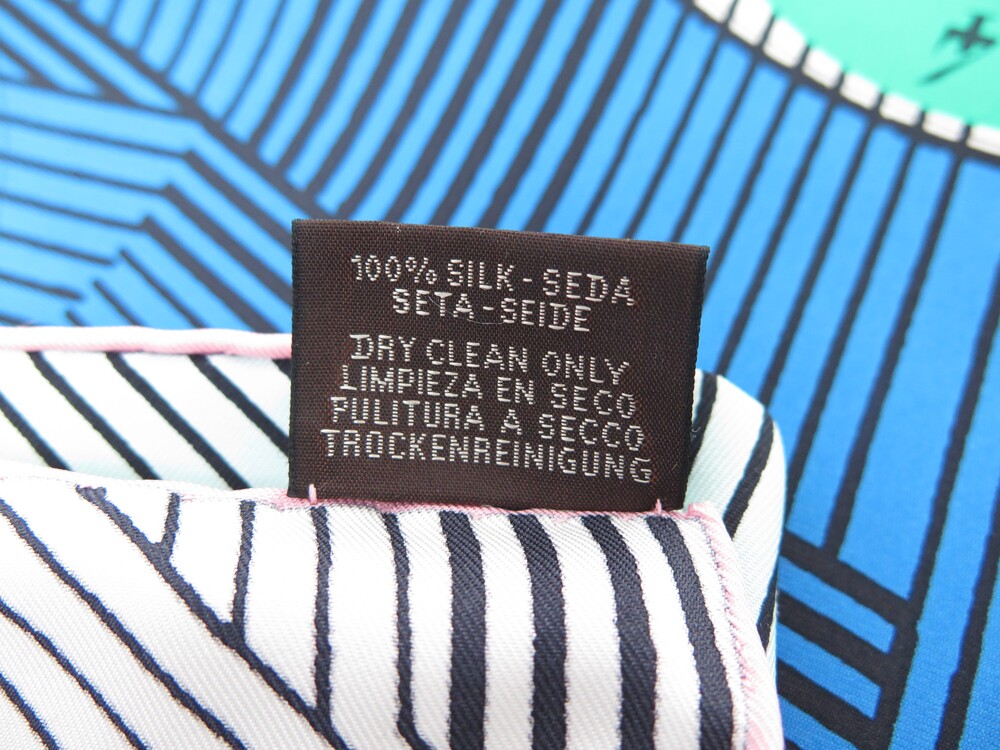 100% SILK - SEDA
SETA - SEIDE
DRY CLEAN ONLY
LIMPIEZA EN SECO
PULITURA A SECCO
TROCKENREINIGUNG